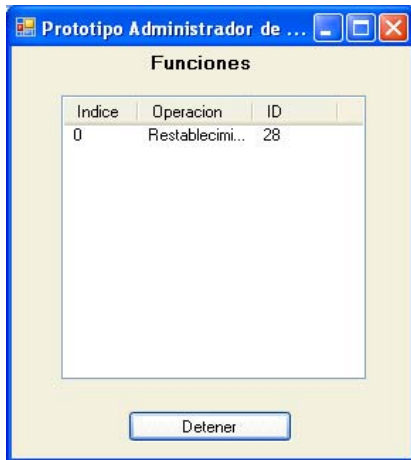 Prototipo Administrador de ...
Funciones
Indice Operacion ID
0 Restablecimi... 28
Detener